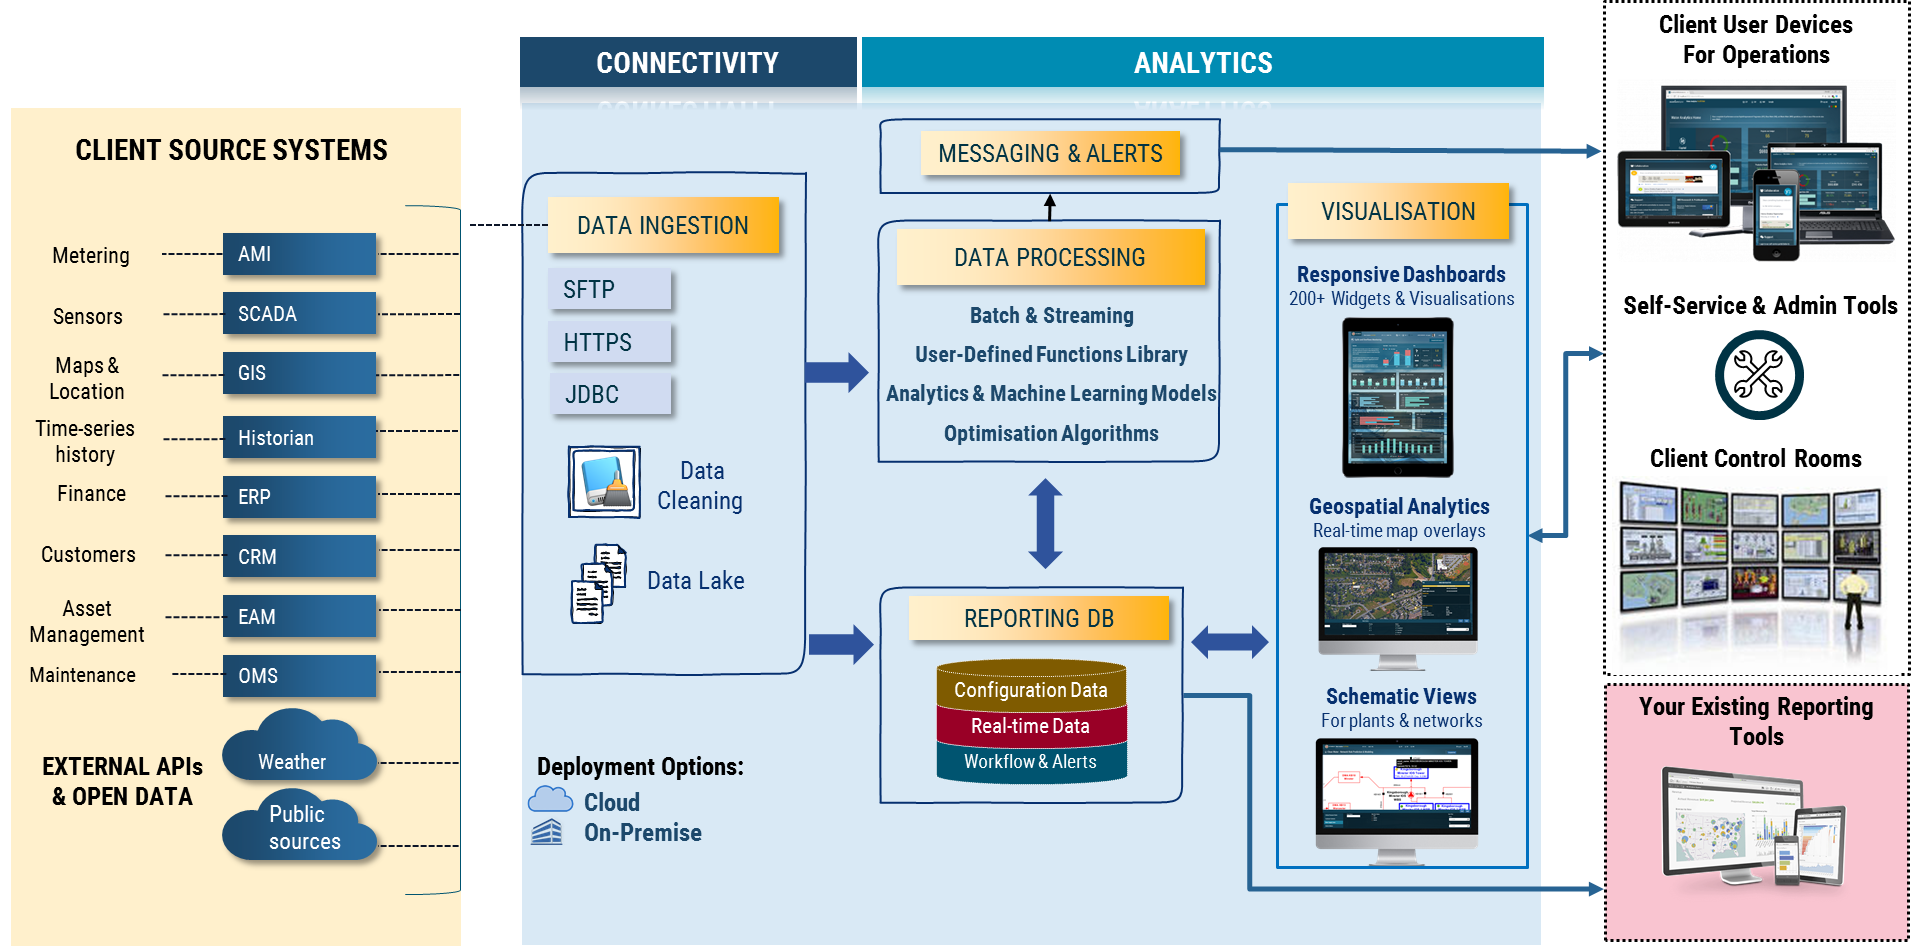 CONNECTIVITY
ANALYTICS
CLIENT SOURCE SYSTEMS
Metering
AMI
Sensors
SCADA
Maps &
Location
GIS
Time-series
history
Historian
Finance
ERP
Customers
CRM
Asset
Management
EAM
Maintenance
OMS
EXTERNAL APIs
& OPEN DATA
Weather
Public
sources
DATA INGESTION
SFTP
HTTPS
JDBC
Data
Cleaning
Data Lake
Deployment Options:
Cloud
On-Premise
MESSAGING & ALERTS
DATA PROCESSING
Batch & Streaming
User-Defined Functions Library
Analytics & Machine Learning Models
Optimisation Algorithms
REPORTING DB
Configuration Data
Real-time Data
Workflow & Alerts
VISUALISATION
Responsive Dashboards
200+ Widgets & Visualisations
Geospatial Analytics
Real-time map overlays
Schematic Views
For plants & networks
Client User Devices
For Operations
Self-Service & Admin Tools
Client Control Rooms
Your Existing Reporting
Tools